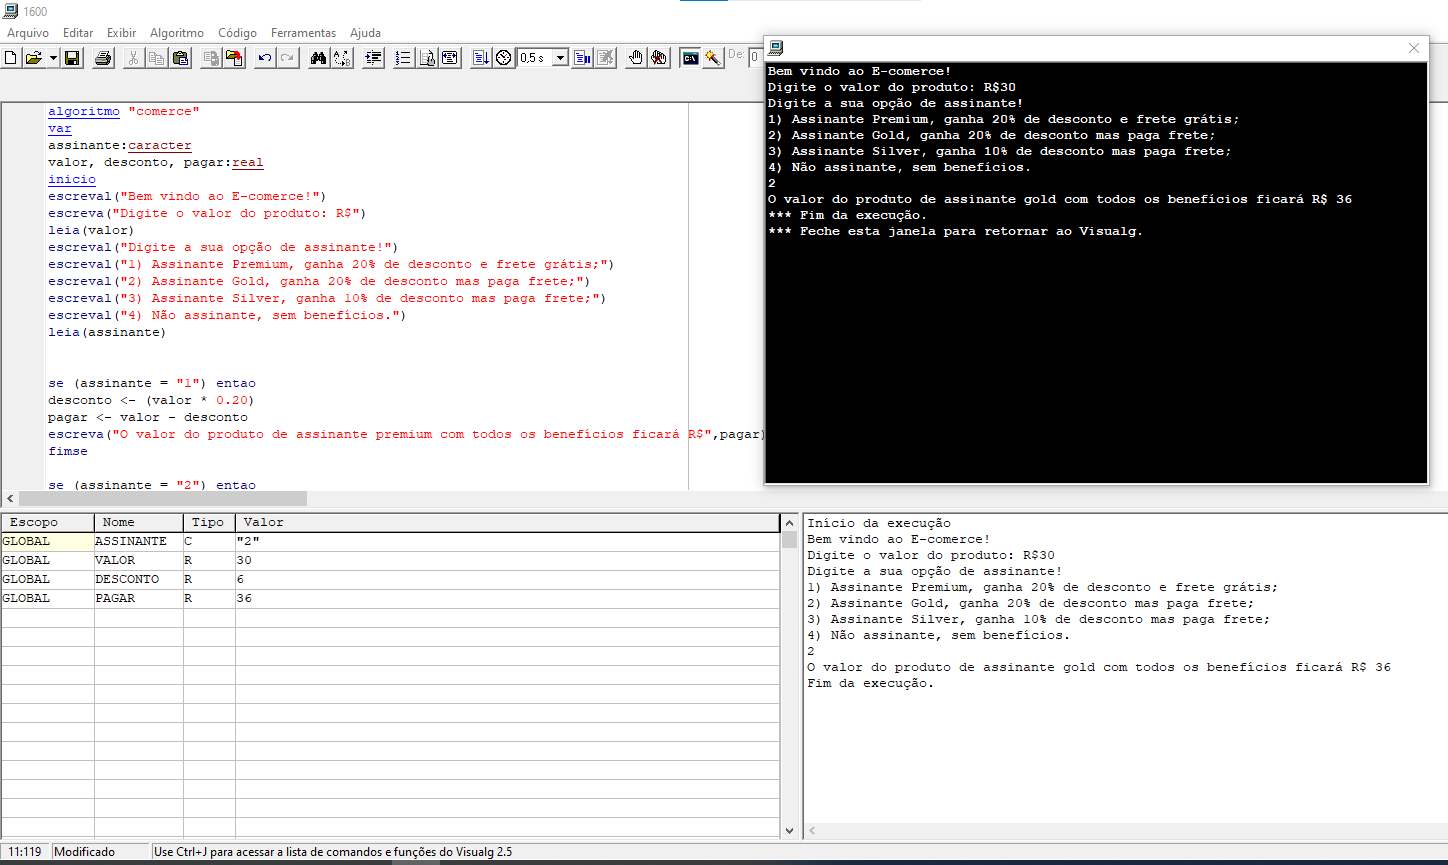 1600
Arquivo Editar Exibir Algoritmo Código Ferramentas Ajuda
0,5 s De: 0
algoritmo "comerce"
var
assinante:caracter
valor, desconto, pagar:real
inicio
escreval("Bem vindo ao E-comerce!")
escreva("Digite o valor do produto: R$")
leia(valor)
escreval("Digite a sua opção de assinante!")
escreval("1) Assinante Premium, ganha 20% de desconto e frete grátis;")
escreval("2) Assinante Gold, ganha 20% de desconto mas paga frete;")
escreval("3) Assinante Silver, ganha 10% de desconto mas paga frete;")
escreval("4) Não assinante, sem benefícios.")
leia(assinante)
se (assinante = "1") entao
desconto <- (valor * 0.20)
pagar <- valor - desconto
escreva("O valor do produto de assinante premium com todos os benefícios ficará R$",pagar)
fimse
se (assinante = "2") entao
Bem vindo ao E-comerce!
Digite o valor do produto: R$30
Digite a sua opção de assinante!
1) Assinante Premium, ganha 20% de desconto e frete grátis;
2) Assinante Gold, ganha 20% de desconto mas paga frete;
3) Assinante Silver, ganha 10% de desconto mas paga frete;
4) Não assinante, sem benefícios.
2
O valor do produto de assinante gold com todos os benefícios ficará R$ 36
*** Fim da execução.
*** Feche esta janela para retornar ao Visualg.
Escopo Nome Tipo Valor
GLOBAL ASSINANTE C "2"
GLOBAL VALOR R 30
GLOBAL DESCONTO R 6
GLOBAL PAGAR R 36
Início da execução
Bem vindo ao E-comerce!
Digite o valor do produto: R$30
Digite a sua opção de assinante!
1) Assinante Premium, ganha 20% de desconto e frete grátis;
2) Assinante Gold, ganha 20% de desconto mas paga frete;
3) Assinante Silver, ganha 10% de desconto mas paga frete;
4) Não assinante, sem benefícios.
2
O valor do produto de assinante gold com todos os benefícios ficará R$ 36
Fim da execução.
11:119 Modificado Use Ctrl+J para acessar a lista de comandos e funções do Visualg 2.5